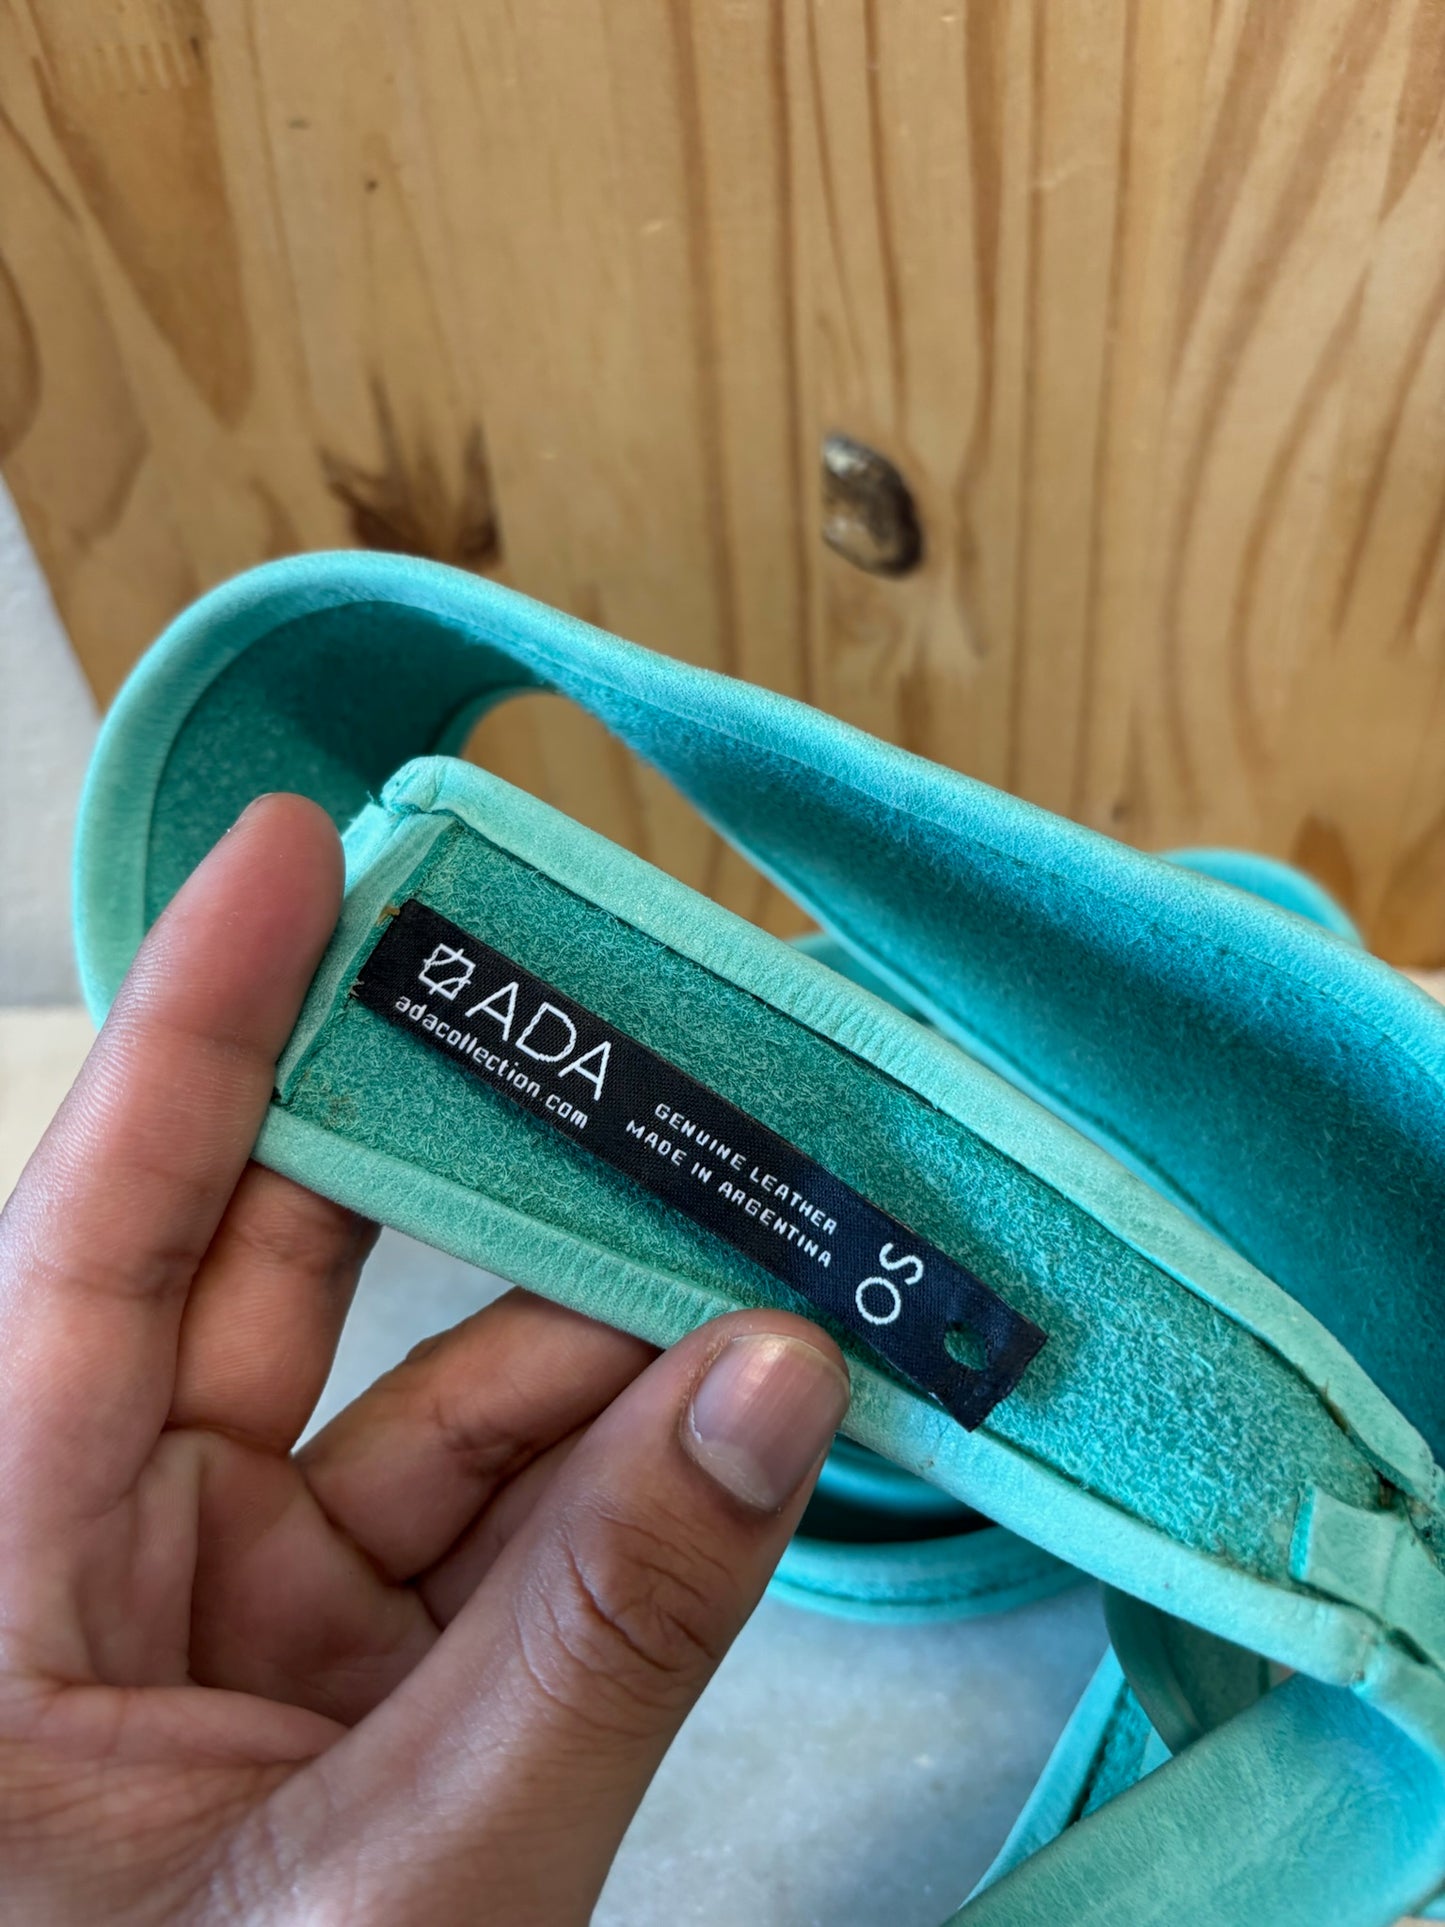 ADA
adacollection.com
GENUINE LEATHER
MADE IN ARGENTINA
OS